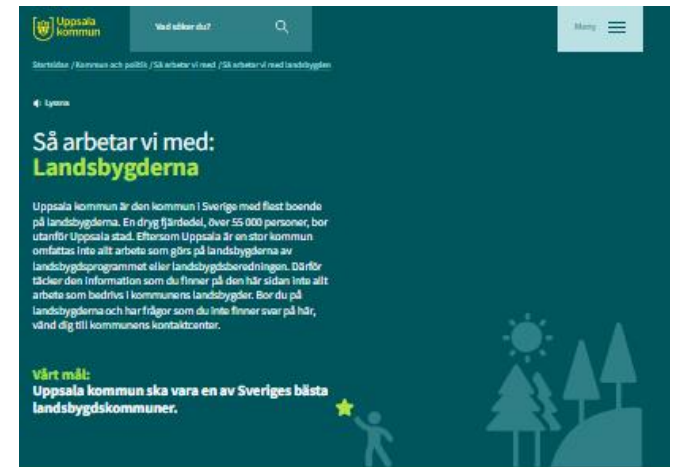 Uppsala
kommun
Vad söker du?
Meny
Startsidan / Kommun och politik / Så arbetar vi med / Så arbetar vi med landsbygden
Lyssna
Så arbetar vi med:
Landsbygderna
Uppsala kommun är den kommun i Sverige med flest boende
på landsbygderna. En dryg fjärdedel, över 55 000 personer, bor
utanför Uppsala stad. Eftersom Uppsala är en stor kommun
omfattas inte allt arbete som görs på landsbygderna av
landsbygdsprogrammet eller landsbygdsberedningen. Därför
täcker den information som du finner på den här sidan inte allt
arbete som bedrivs i kommunens landsbygder. Bor du på
landsbygderna och har frågor som du inte finner svar på här,
vänd dig till kommunens kontaktcenter.
Vårt mål:
Uppsala kommun ska vara en av Sveriges bästa
landsbygdskommuner.